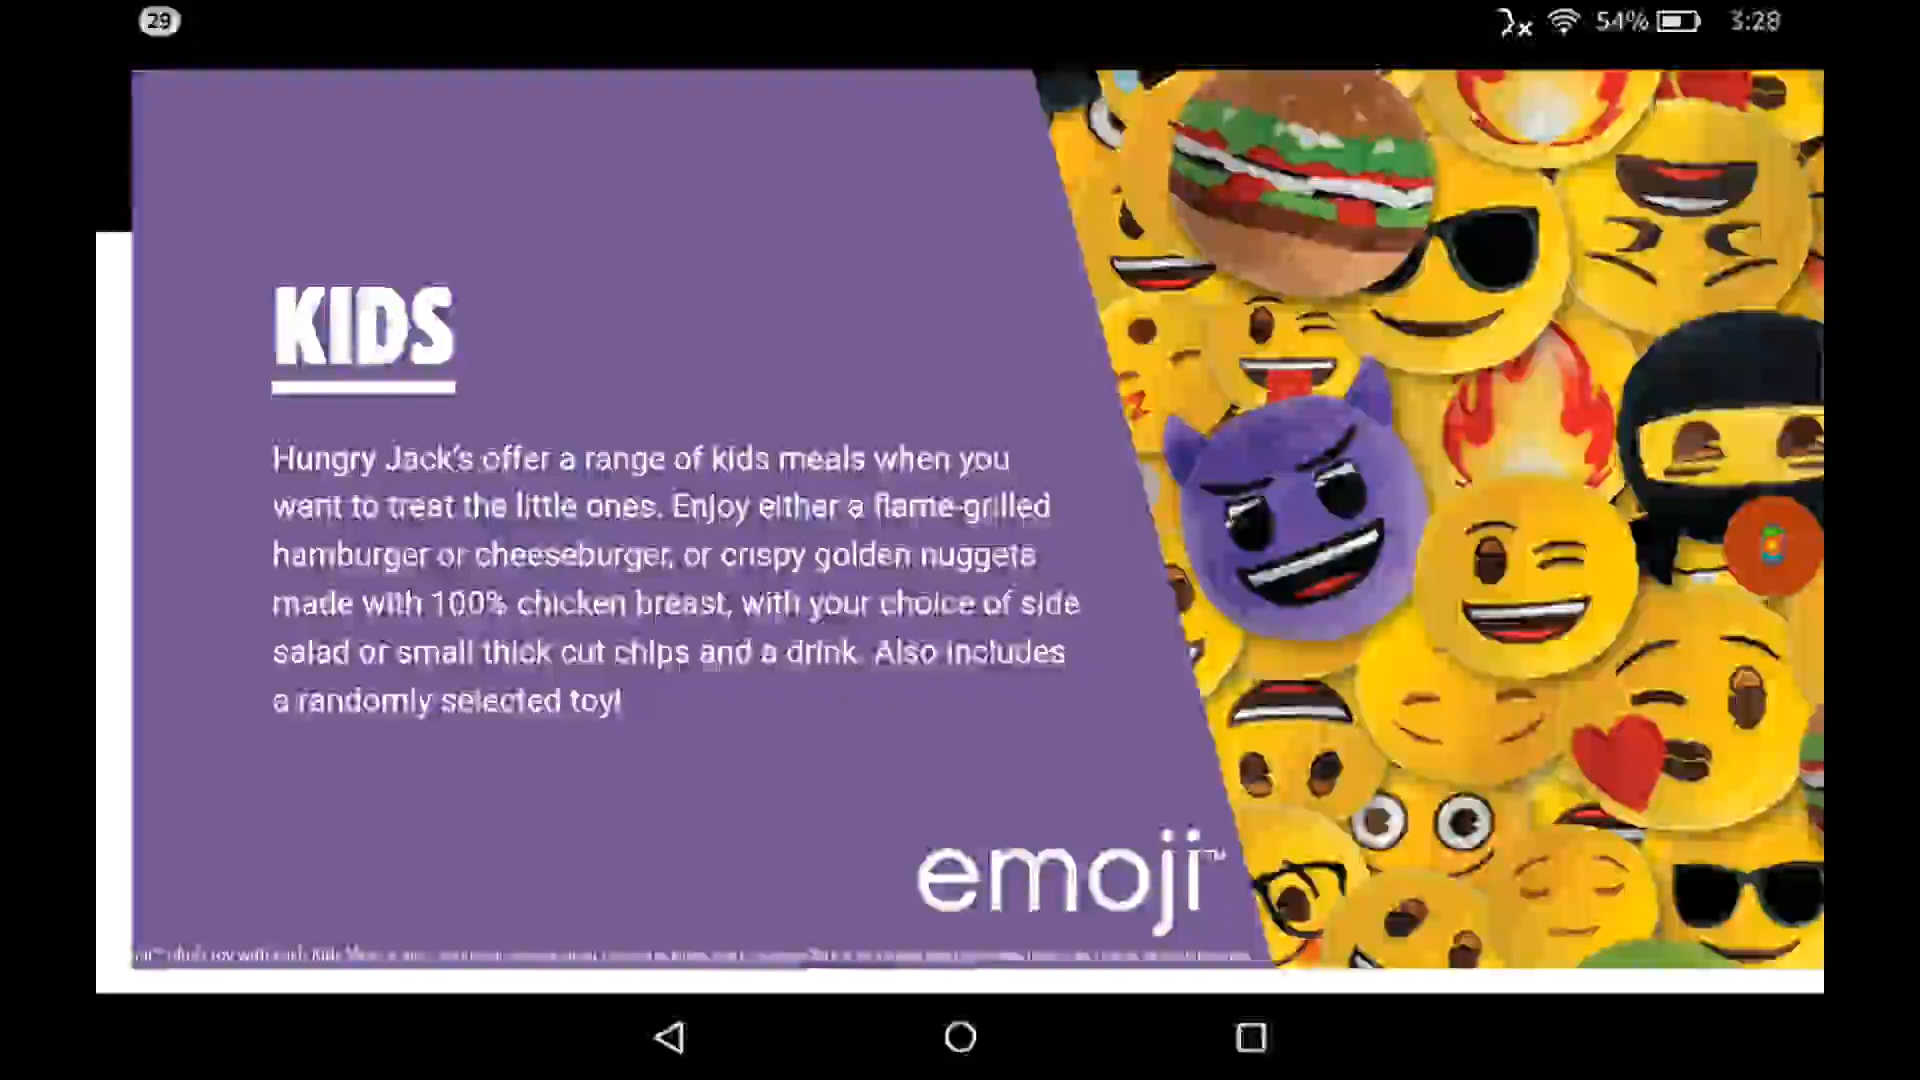 29
54%
3:28
KIDS
Hungry Jack's offer a range of kids meals when you
want to treat the little ones. Enjoy either a flame-grilled
hamburger or cheeseburger, or crispy golden nuggets
made with 100% chicken breast, with your choice of side
salad or small thick cut chips and a drink. Also includes
a randomly selected toy!
emoji™